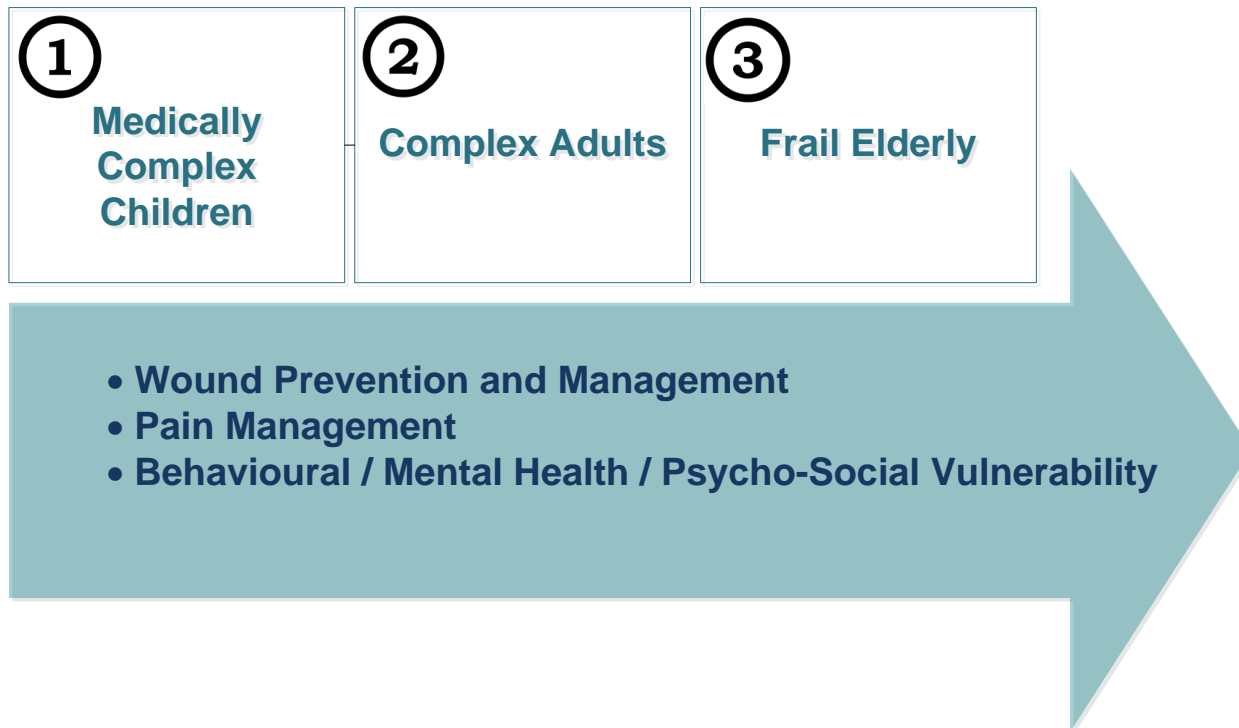 1
Medically
Complex
Children
2
Complex Adults
3
Frail Elderly
• Wound Prevention and Management
• Pain Management
• Behavioural / Mental Health / Psycho-Social Vulnerability